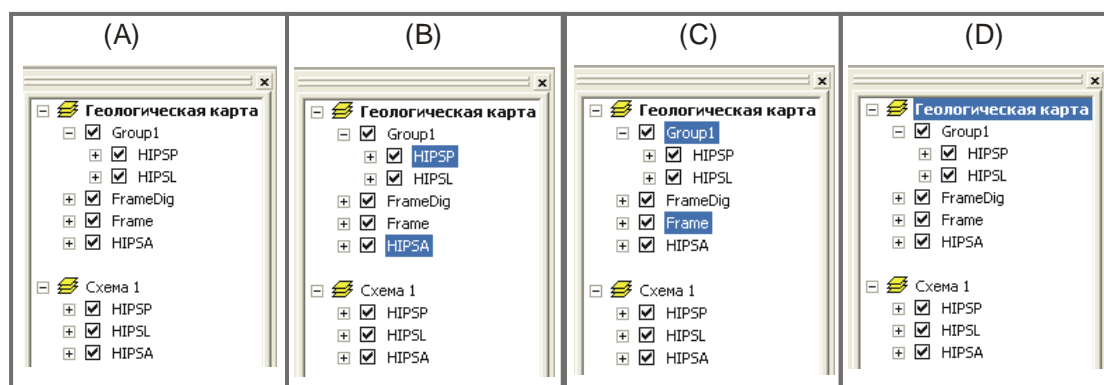 (A)
Геологическая карта
Group1
HIPSP
HIPSL
FrameDig
Frame
HIPSA
Схема 1
HIPSP
HIPSL
HIPSA
(B)
Геологическая карта
Group1
HIPSP
HIPSL
FrameDig
Frame
HIPSA
Схема 1
HIPSP
HIPSL
HIPSA
(C)
Геологическая карта
Group1
HIPSP
HIPSL
FrameDig
Frame
HIPSA
Схема 1
HIPSP
HIPSL
HIPSA
(D)
Геологическая карта
Group1
HIPSP
HIPSL
FrameDig
Frame
HIPSA
Схема 1
HIPSP
HIPSL
HIPSA